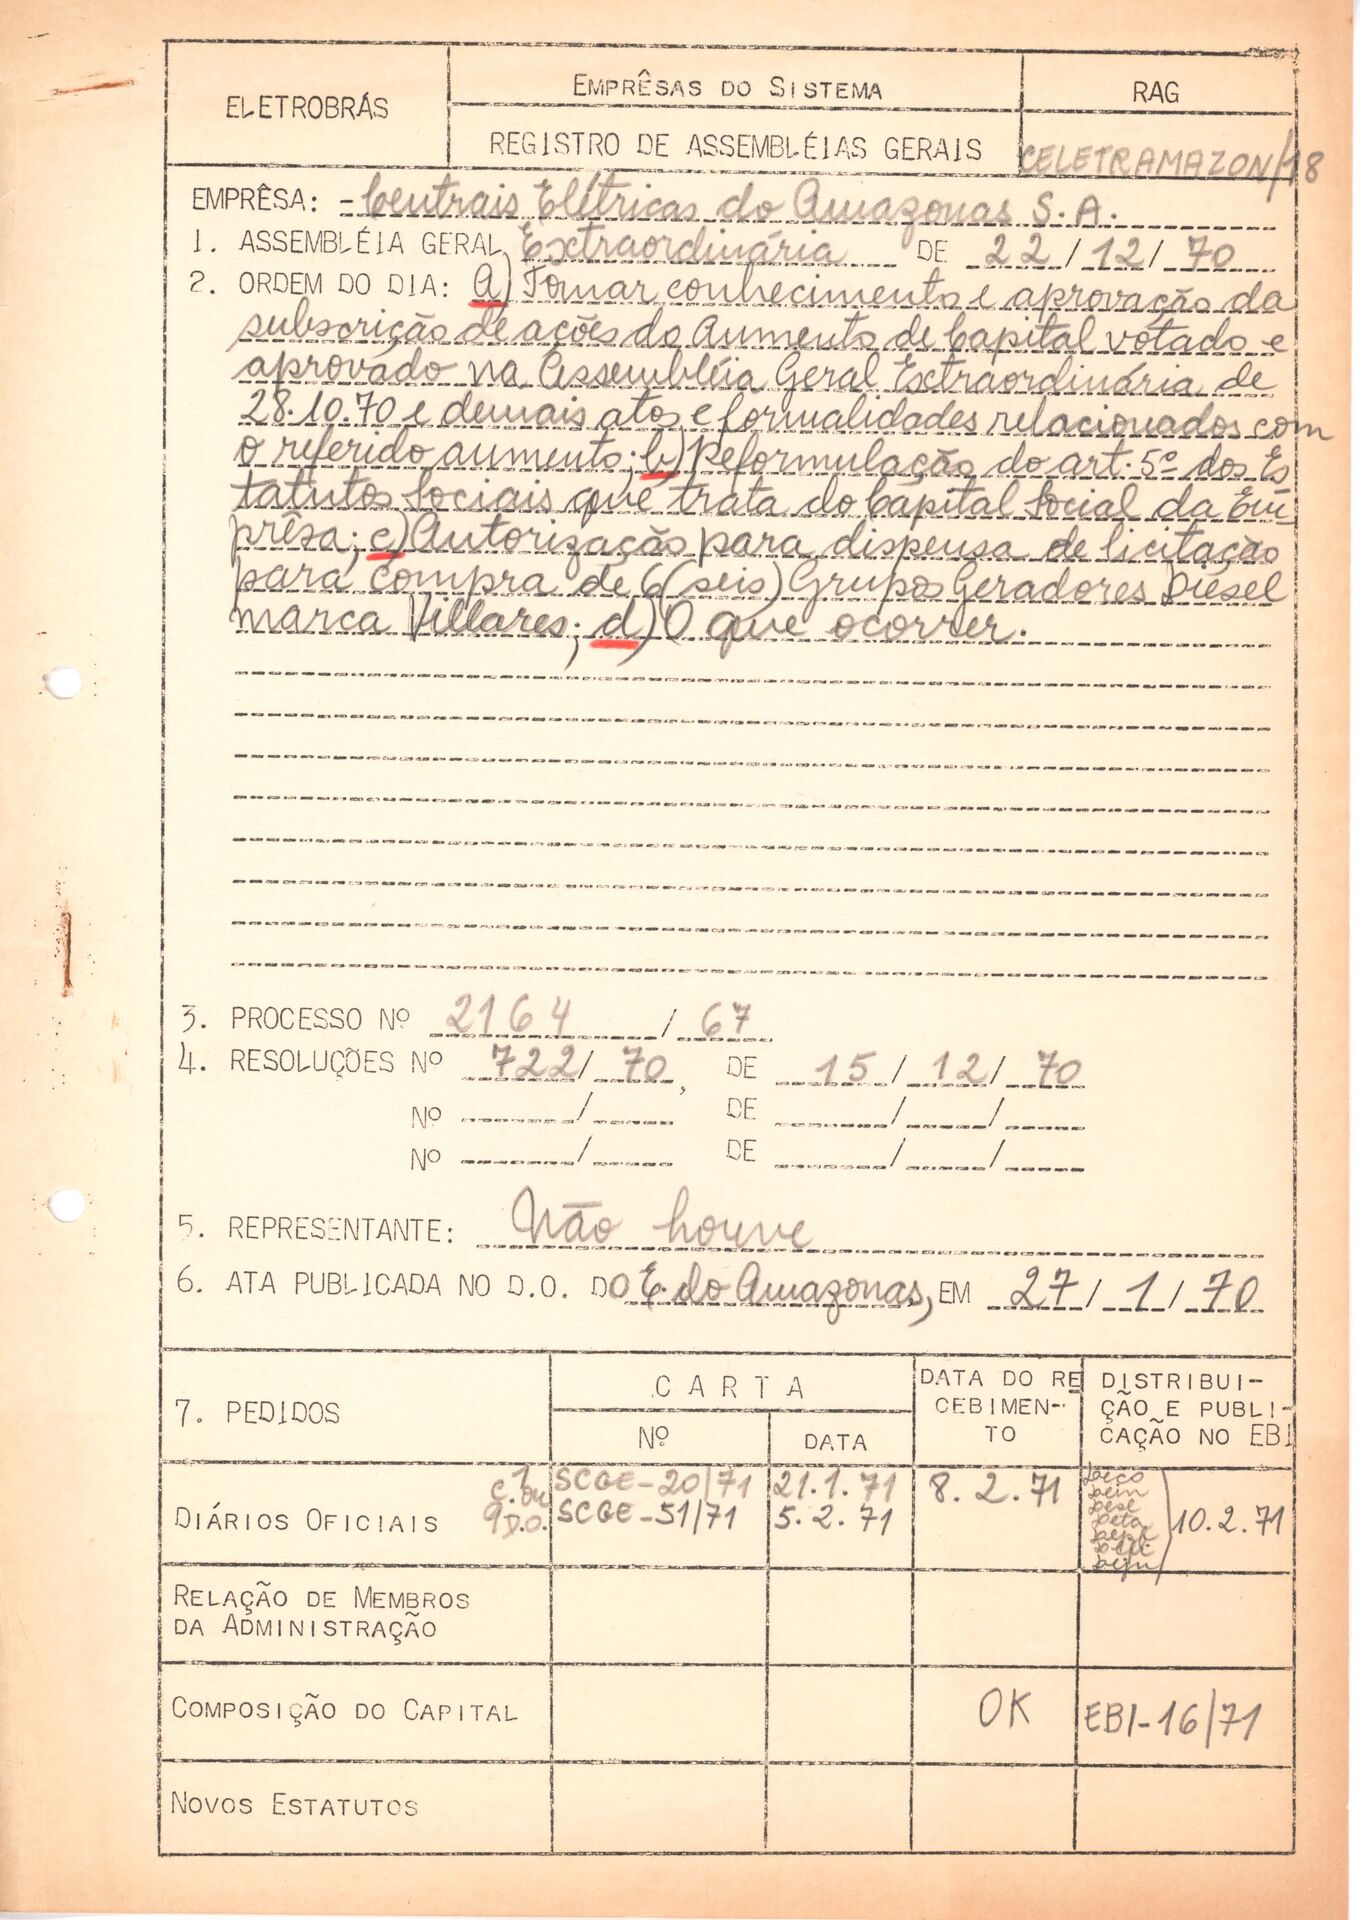 ELETROBRÁS
EMPRÊSAS DO SISTEMA
RAG
REGISTRO DE ASSEMBLÉIAS GERAIS
CELETRAMAZON/18
EMPRÊSA: - Centrais Elétricas do Amazonas S.A.
1. ASSEMBLÉIA GERAL Extraordinária DE 22/12/70
2. ORDEM DO DIA: a) Tomar conhecimento e aprovação da
subscrição de ações do Aumento de Capital votado e
aprovado na Assembléia Geral Extraordinária de
28.10.70 e demais atos e formalidades relacionados com
o referido aumento; b) Reformulação do art. 5º dos Es
tatutos Sociais que trata do Capital Social da Em
prêsa; c) Autorização para dispensa de licitação
para compra de 6 (seis) Grupos Geradores Diesel
marca Villares; d) O que ocorrer.
3. PROCESSO Nº 2164 / 67
4. RESOLUÇÕES Nº 722/70, DE 15/12/70
Nº / DE / /
Nº / DE / /
5. REPRESENTANTE: Não houve
6. ATA PUBLICADA NO D.O. DO E. do Amazonas, EM 27/1/70
7. PEDIDOS
CARTA
Nº
DATA
DATA DO RE
CEBIMEN-
TO
DISTRIBUI-
ÇÃO E PUBLI-
CAÇÃO NO EBI
DIÁRIOS OFICIAIS
SCGE-20/71 21.1.71 8.2.71
D.O. SCGE-51/71 5.2.71
10.2.71
RELAÇÃO DE MEMBROS
DA ADMINISTRAÇÃO
COMPOSIÇÃO DO CAPITAL OK EBI-16/71
NOVOS ESTATUTOS